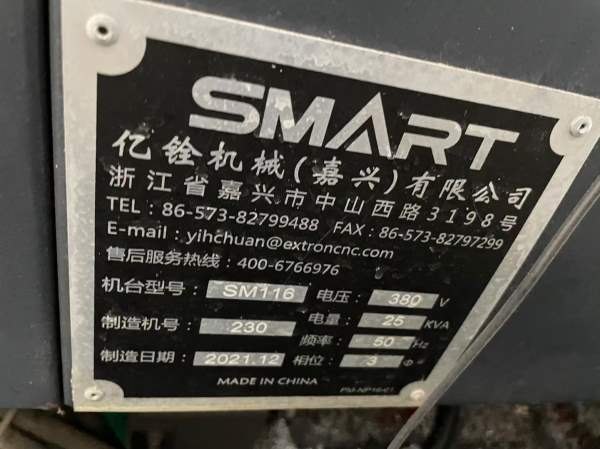 SMART
亿铨机械(嘉兴)有限公司
浙江省嘉兴市中山西路3198号
TEL：86-573-82799488 FAX：86-573-82797299
E-mail：yihchuan@extroncnc.com
售后服务热线：400-6766976
机台型号： SM116 电压： 380 V
电量： 25 KVA
制造机号： 230 频率： 50 Hz
制造日期： 2021.12 相位： 3 Φ
MADE IN CHINA